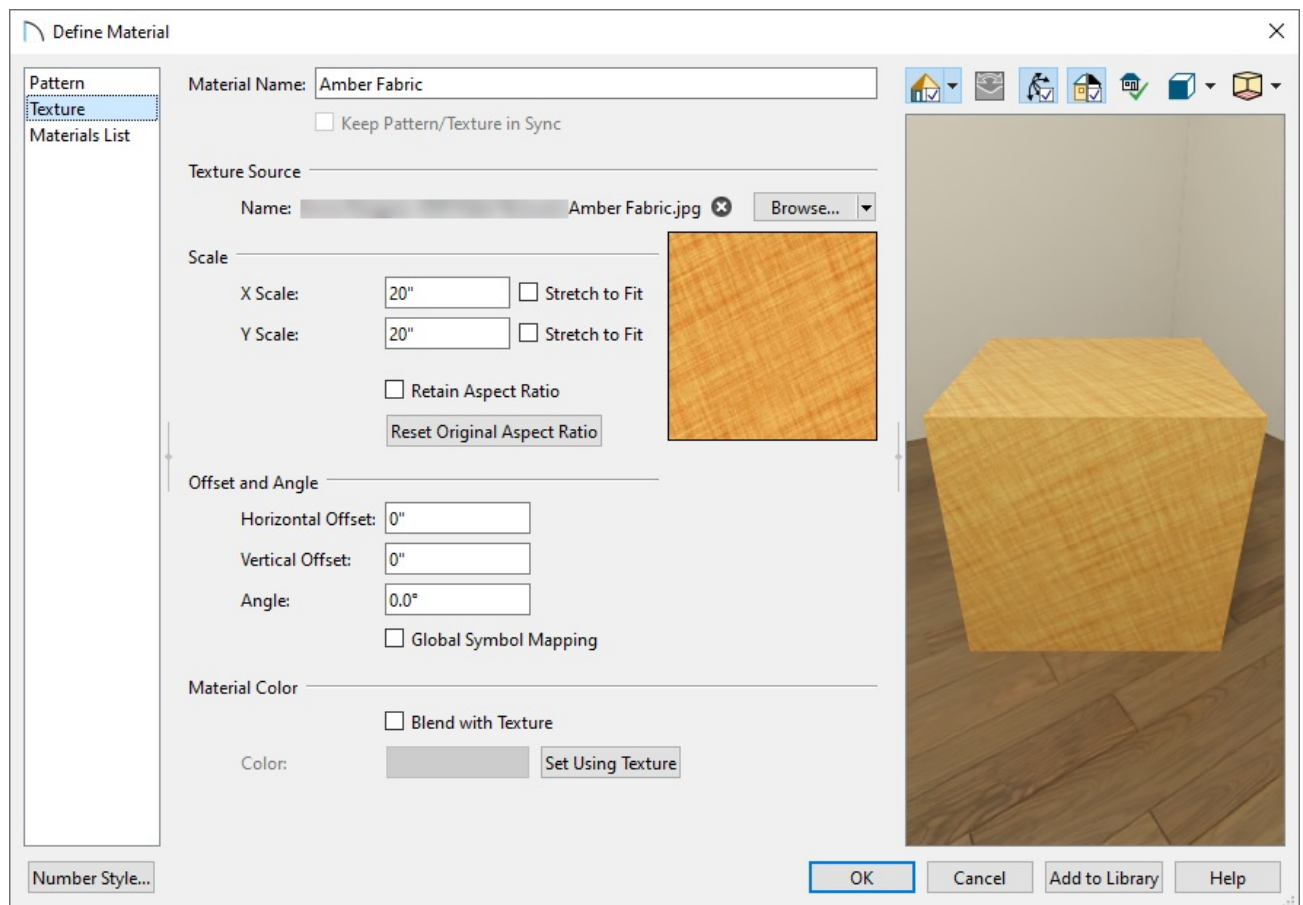 Define Material
Pattern
Texture
Materials List
Material Name: Amber Fabric
Keep Pattern/Texture in Sync
Texture Source
Name: Amber Fabric.jpg Browse...
Scale
X Scale: 20" Stretch to Fit
Y Scale: 20" Stretch to Fit
Retain Aspect Ratio
Reset Original Aspect Ratio
Offset and Angle
Horizontal Offset: 0"
Vertical Offset: 0"
Angle: 0.0°
Global Symbol Mapping
Material Color
Blend with Texture
Color: Set Using Texture
Number Style... OK Cancel Add to Library Help